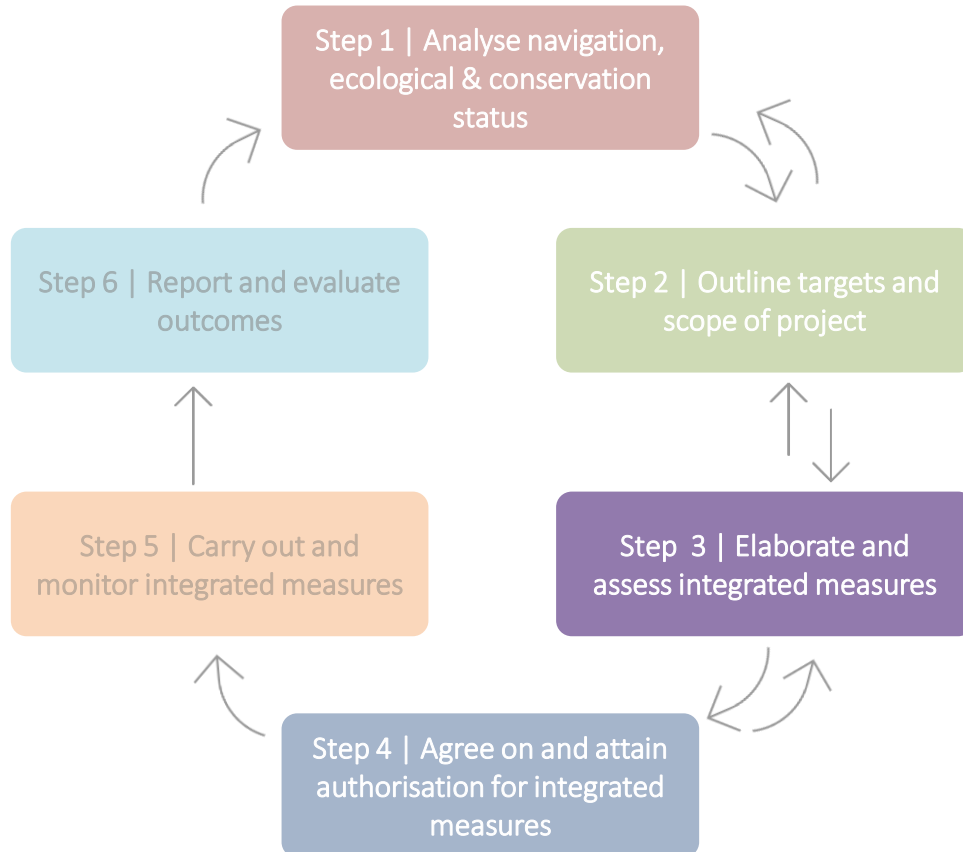 Step 1 | Analyse navigation,
ecological & conservation
status
Step 2 | Outline targets and
scope of project
Step 3 | Elaborate and
assess integrated measures
Step 4 | Agree on and attain
authorisation for integrated
measures
Step 5 | Carry out and
monitor integrated measures
Step 6 | Report and evaluate
outcomes